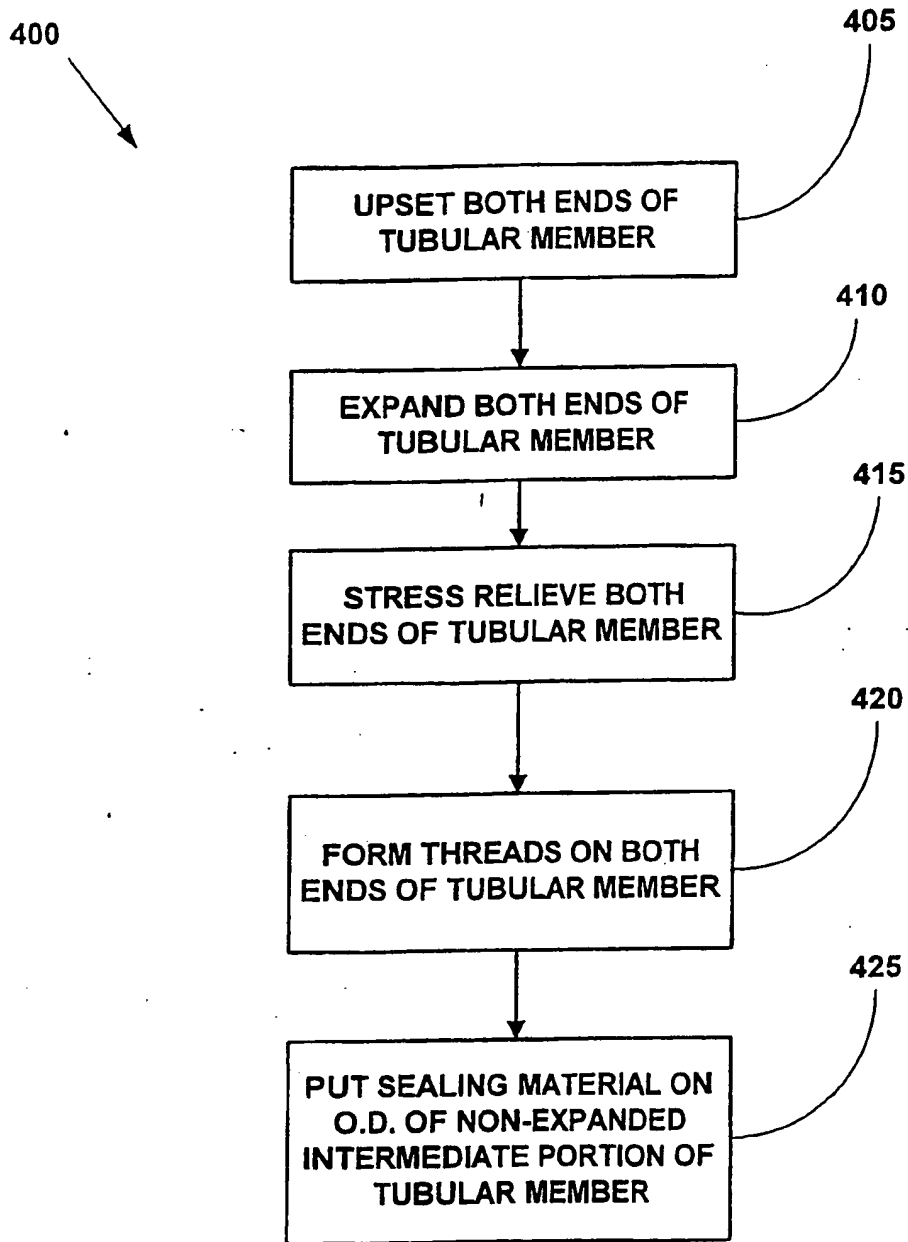 400
405
UPSET BOTH ENDS OF
TUBULAR MEMBER
410
EXPAND BOTH ENDS OF
TUBULAR MEMBER
415
STRESS RELIEVE BOTH
ENDS OF TUBULAR MEMBER
420
FORM THREADS ON BOTH
ENDS OF TUBULAR MEMBER
425
PUT SEALING MATERIAL ON
O.D. OF NON-EXPANDED
INTERMEDIATE PORTION OF
TUBULAR MEMBER